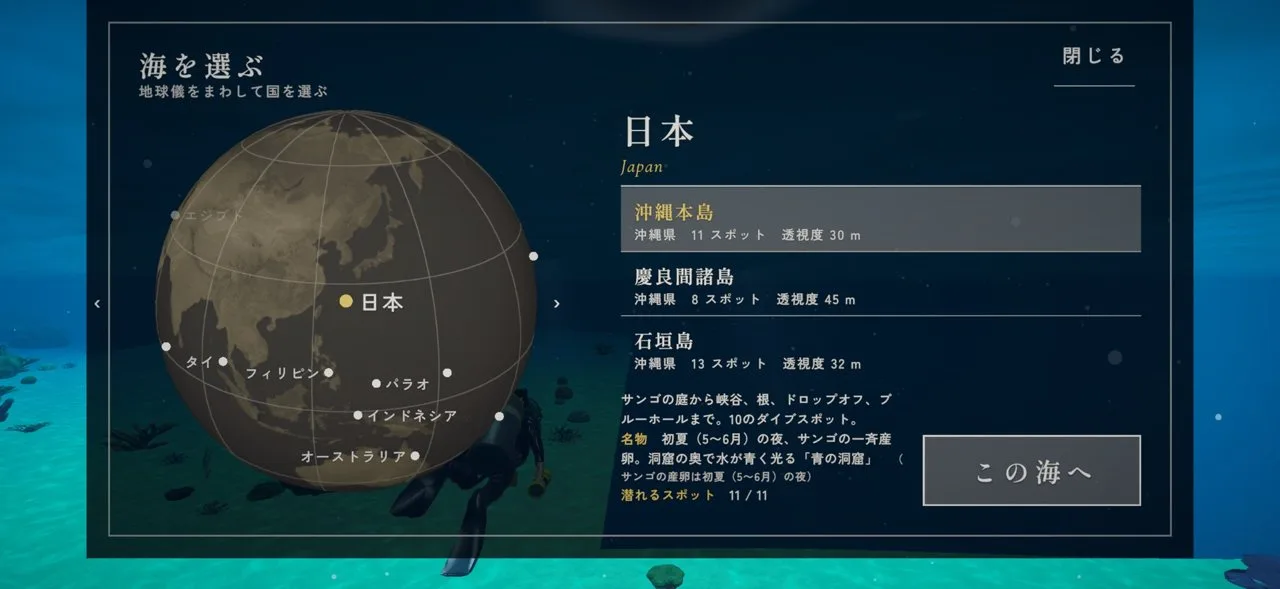 海を選ぶ
地球儀をまわして国を選ぶ
閉じる
エジプト
日本
タイ
フィリピン
パラオ
インドネシア
オーストラリア
‹
›
日本
Japan
沖縄本島
沖縄県 11 スポット 透視度 30 m
慶良間諸島
沖縄県 8 スポット 透視度 45 m
石垣島
沖縄県 13 スポット 透視度 32 m
サンゴの庭から峡谷、根、ドロップオフ、ブ
ルーホールまで。10のダイブスポット。
名物 初夏（5〜6月）の夜、サンゴの一斉産
卵。洞窟の奥で水が青く光る「青の洞窟」 （
サンゴの産卵は初夏（5〜6月）の夜）
潜れるスポット 11 / 11
この海へ